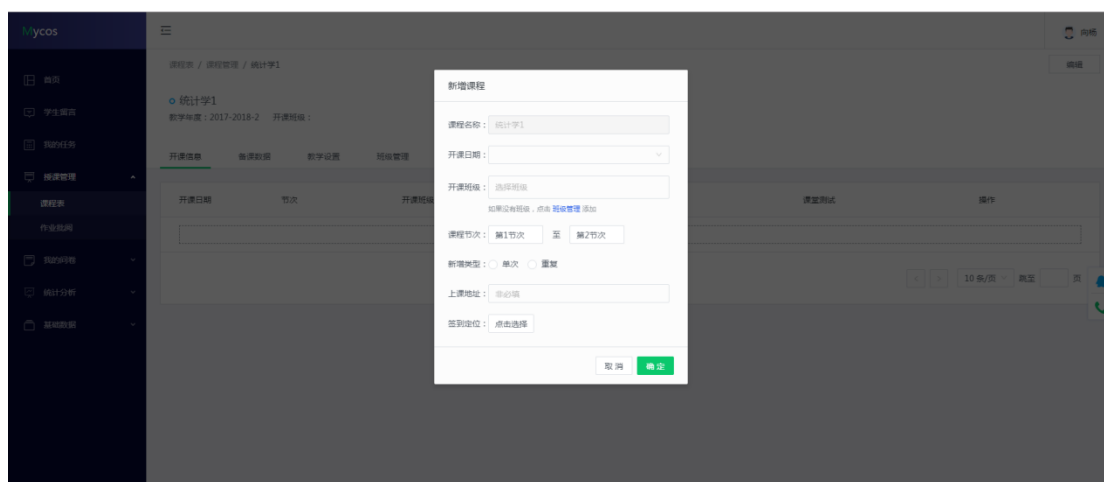 Mycos
向杨
首页
学生留言
我的任务
授课管理
课程表
作业批阅
我的问卷
统计分析
基础数据
课程表 / 课程管理 / 统计学1
编辑
统计学1
教学年度：2017-2018-2 开课班级：
开课信息 备课数据 教学设置 班级管理
开课日期 节次 开课班级 课堂测试 操作
10 条/页 跳至 页
新增课程
课程名称： 统计学1
开课日期：
开课班级： 选择班级
如果没有班级，点击 班级管理 添加
课程节次： 第1节次 至 第2节次
新增类型： 单次 重复
上课地址： 非必填
签到定位： 点击选择
取 消 确 定